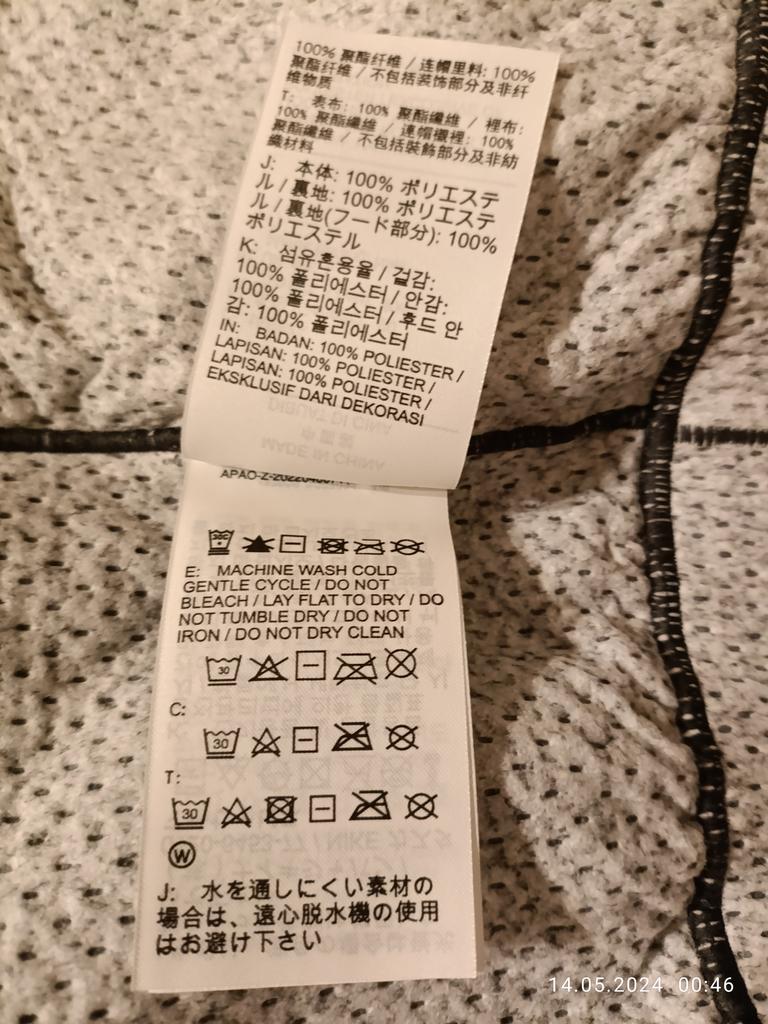 100% 聚酯纤维 / 连帽里料: 100%
聚酯纤维 / 不包括装饰部分及非纤
维物质
T: 表布: 100% 聚酯纖維 / 裡布:
100% 聚酯纖維 / 連帽襯裡: 100%
聚酯纖維 / 不包括裝飾部分及非紡
織材料
J: 本体: 100% ポリエステ
ル / 裏地: 100% ポリエステ
ル / 裏地(フード部分): 100%
ポリエステル
K: 섬유혼용율 / 겉감:
100% 폴리에스터 / 안감:
100% 폴리에스터 / 후드 안
감: 100% 폴리에스터
IN: BADAN: 100% POLIESTER /
LAPISAN: 100% POLIESTER /
LAPISAN: 100% POLIESTER /
EKSKLUSIF DARI DEKORASI
DIBUAT DI CINA
中国製
MADE IN CHINA
E: MACHINE WASH COLD
GENTLE CYCLE / DO NOT
BLEACH / LAY FLAT TO DRY / DO
NOT TUMBLE DRY / DO NOT
IRON / DO NOT DRY CLEAN
30
C:
30
T:
30
W
J: 水を通しにくい素材の
場合は、遠心脱水機の使用
はお避け下さい
14.05.2024 00:46